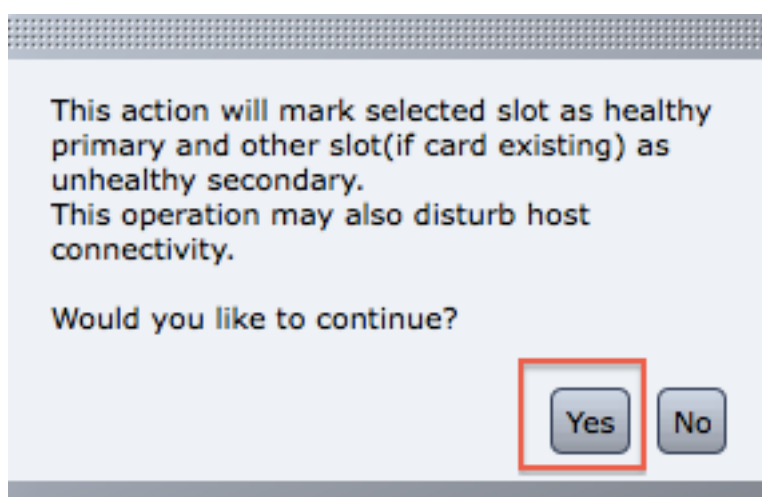 This action will mark selected slot as healthy
primary and other slot(if card existing) as
unhealthy secondary.
This operation may also disturb host
connectivity.
Would you like to continue?
Yes No